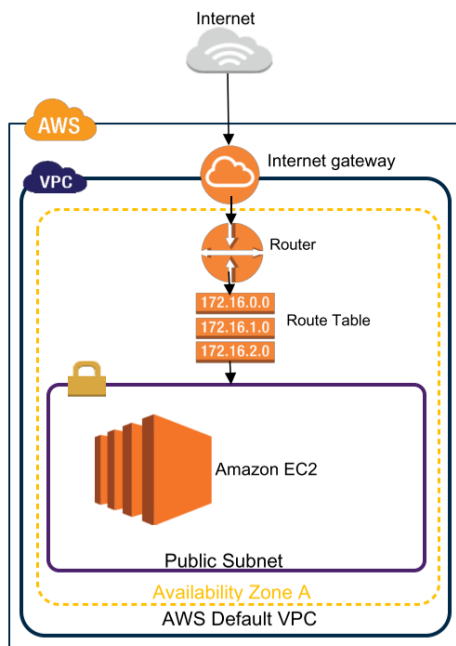 Internet
AWS
Internet gateway
VPC
Router
172.16.0.0
172.16.1.0
Route Table
172.16.2.0
Amazon EC2
Public Subnet
Availability Zone A
AWS Default VPC